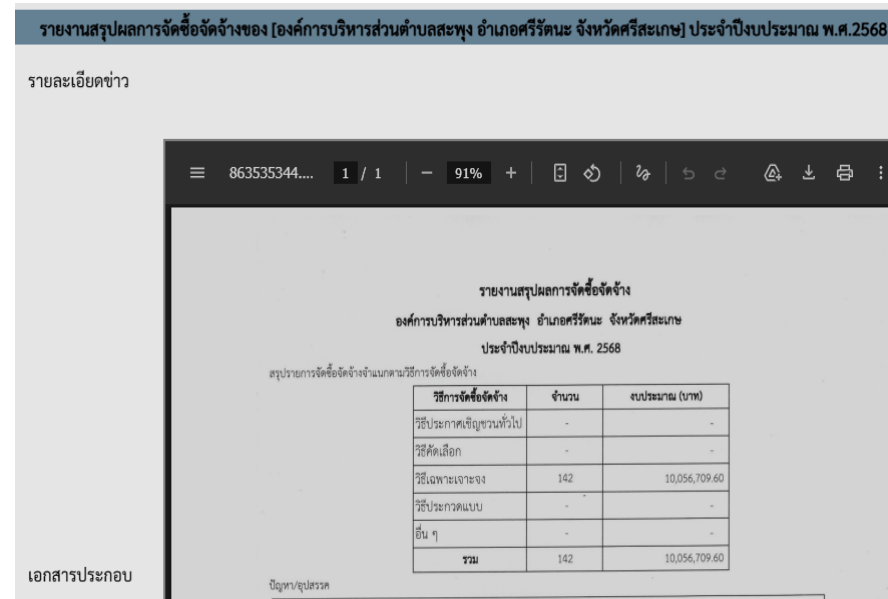 รายงานสรุปผลการจัดซื้อจัดจ้างของ [องค์การบริหารส่วนตำบลสะพุง อำเภอศรีรัตนะ จังหวัดศรีสะเกษ] ประจำปีงบประมาณ พ.ศ.2568
รายละเอียดข่าว
863535344.... 1 / 1 91%
รายงานสรุปผลการจัดซื้อจัดจ้าง
องค์การบริหารส่วนตำบลสะพุง อำเภอศรีรัตนะ จังหวัดศรีสะเกษ
ประจำปีงบประมาณ พ.ศ. 2568
สรุปรายการจัดซื้อจัดจ้างจำแนกตามวิธีการจัดซื้อจัดจ้าง
วิธีการจัดซื้อจัดจ้าง จำนวน งบประมาณ (บาท)
วิธีประกาศเชิญชวนทั่วไป - -
วิธีคัดเลือก - -
วิธีเฉพาะเจาะจง 142 10,056,709.60
วิธีประกวดแบบ - -
อื่น ๆ - -
รวม 142 10,056,709.60
เอกสารประกอบ
ปัญหา/อุปสรรค